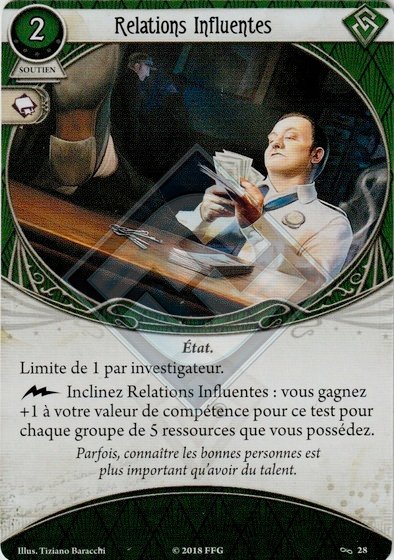 2
Relations Influentes
SOUTIEN
État.
Limite de 1 par investigateur.
Inclinez Relations Influentes : vous gagnez
+1 à votre valeur de compétence pour ce test pour
chaque groupe de 5 ressources que vous possédez.
Parfois, connaître les bonnes personnes est
plus important qu'avoir du talent.
Illus. Tiziano Baracchi
© 2018 FFG
28